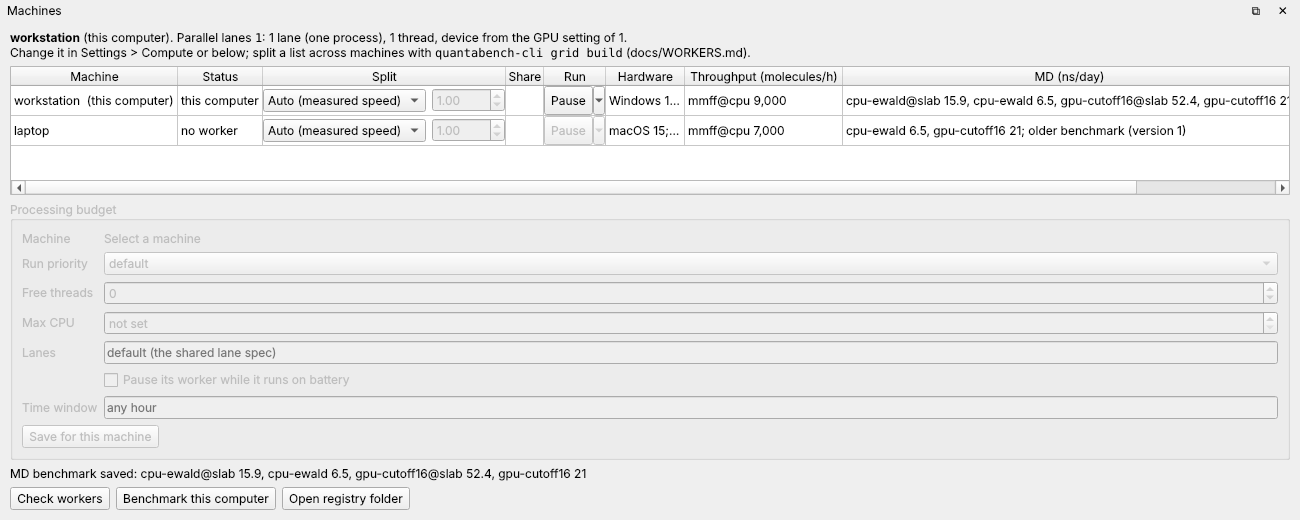 Machines
workstation (this computer). Parallel lanes 1: 1 lane (one process), 1 thread, device from the GPU setting of 1.
Change it in Settings > Compute or below; split a list across machines with quantabench-cli grid build (docs/WORKERS.md).
Machine Status Split Share Run Hardware Throughput (molecules/h) MD (ns/day)
workstation (this computer) this computer Auto (measured speed) 1.00 Pause Windows 1... mmff@cpu 9,000 cpu-ewald@slab 15.9, cpu-ewald 6.5, gpu-cutoff16@slab 52.4, gpu-cutoff16
laptop no worker Auto (measured speed) 1.00 Pause macOS 15;... mmff@cpu 7,000 cpu-ewald 6.5, gpu-cutoff16 21; older benchmark (version 1)
Processing budget
Machine Select a machine
Run priority default
Free threads 0
Max CPU not set
Lanes default (the shared lane spec)
Pause its worker while it runs on battery
Time window any hour
Save for this machine
MD benchmark saved: cpu-ewald@slab 15.9, cpu-ewald 6.5, gpu-cutoff16@slab 52.4, gpu-cutoff16 21
Check workers Benchmark this computer Open registry folder